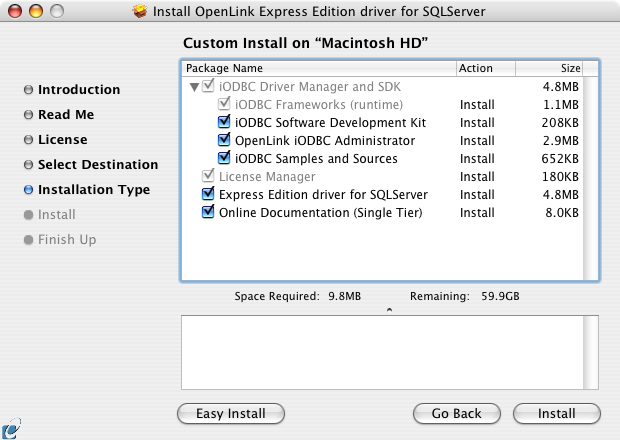 Install OpenLink Express Edition driver for SQLServer
Custom Install on “Macintosh HD”
Introduction
Read Me
License
Select Destination
Installation Type
Install
Finish Up
Package Name Action Size
iODBC Driver Manager and SDK 4.8MB
iODBC Frameworks (runtime) Install 1.1MB
iODBC Software Development Kit Install 208KB
OpenLink iODBC Administrator Install 2.9MB
iODBC Samples and Sources Install 652KB
License Manager Install 180KB
Express Edition driver for SQLServer Install 4.8MB
Online Documentation (Single Tier) Install 8.0KB
Space Required: 9.8MB Remaining: 59.9GB
Easy Install Go Back Install